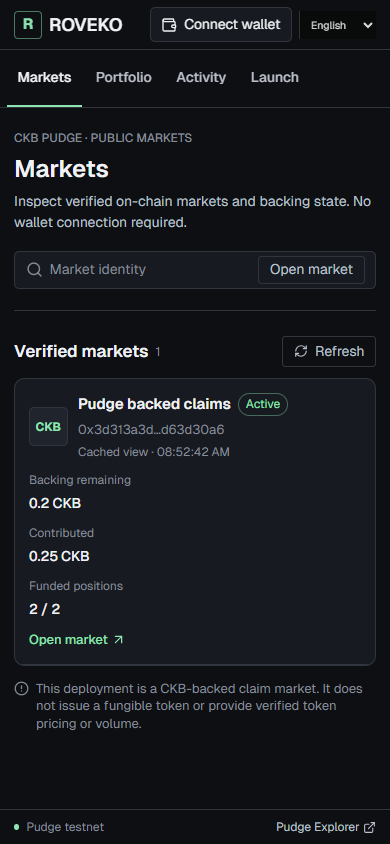 R ROVEKO Connect wallet English
Markets Portfolio Activity Launch
CKB PUDGE · PUBLIC MARKETS
Markets
Inspect verified on-chain markets and backing state. No
wallet connection required.
Market identity Open market
Verified markets 1 Refresh
Pudge backed claims Active
CKB
0x3d313a3d…d63d30a6
Cached view · 08:52:42 AM
Backing remaining
0.2 CKB
Contributed
0.25 CKB
Funded positions
2 / 2
Open market
This deployment is a CKB-backed claim market. It does
not issue a fungible token or provide verified token
pricing or volume.
Pudge testnet Pudge Explorer